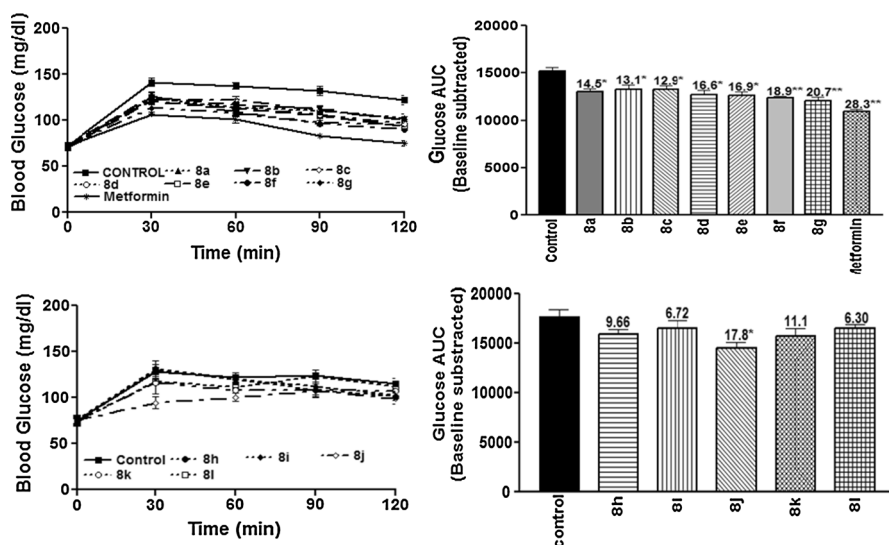 Blood Glucose (mg/dl)
200
150
100
50
0
CONTROL 8a 8b 8c
8d 8e 8f 8g
Metformin
0 30 60 90 120
Time (min)
Glucose AUC
(Baseline subtracted)
20000
15000
10000
5000
0
14.5* 13.1* 12.9* 16.6* 16.9* 18.9** 20.7** 28.3**
Control 8a 8b 8c 8d 8e 8f 8g Metformin
Blood Glucose (mg/dl)
200
150
100
50
0
Control 8h 8i 8j
8k 8l
0 30 60 90 120
Time (min)
Glucose AUC
(Baseline substracted)
20000
15000
10000
5000
0
9.66 6.72 17.8* 11.1 6.30
control 8h 8i 8j 8k 8l